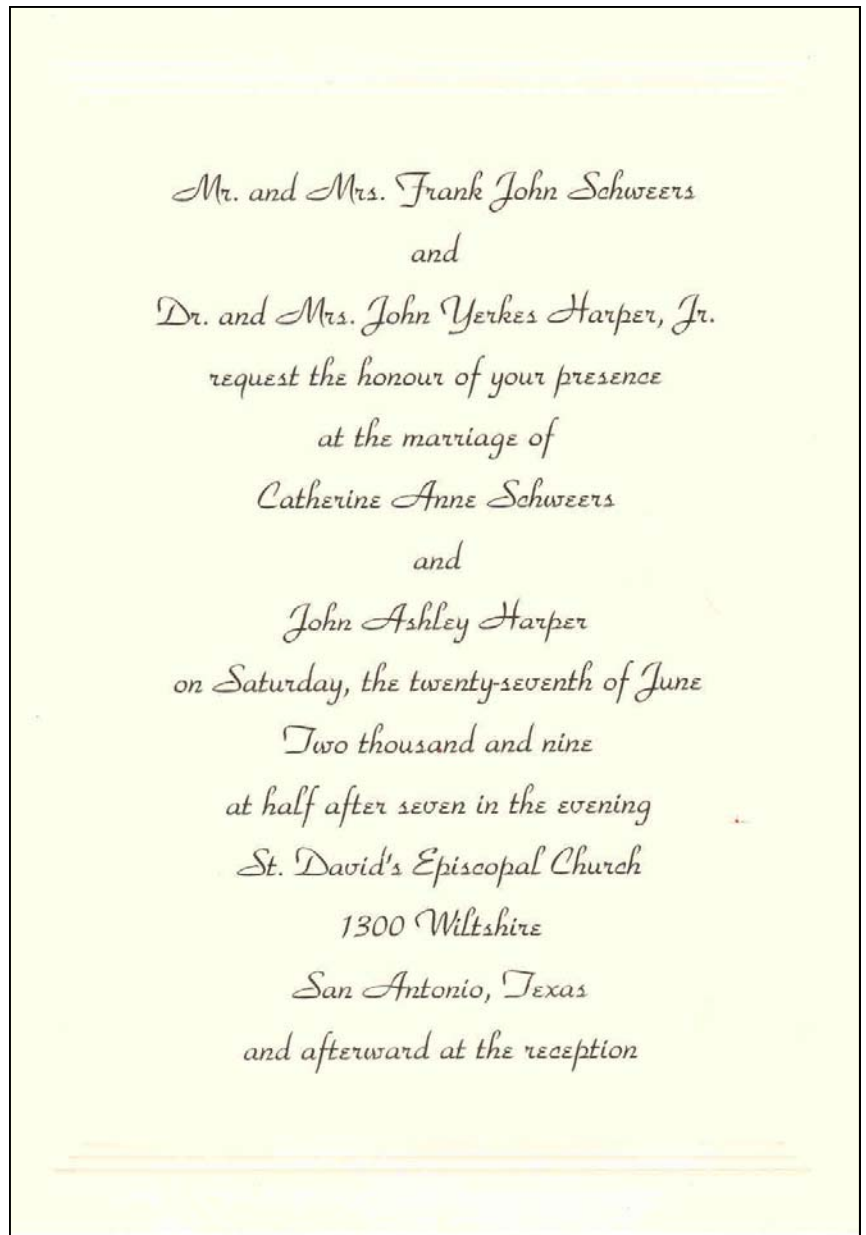 Mr. and Mrs. Frank John Schweers
and
Dr. and Mrs. John Yerkes Harper, Jr.
request the honour of your presence
at the marriage of
Catherine Anne Schweers
and
John Ashley Harper
on Saturday, the twenty-seventh of June
Two thousand and nine
at half after seven in the evening
St. David's Episcopal Church
1300 Wiltshire
San Antonio, Texas
and afterward at the reception